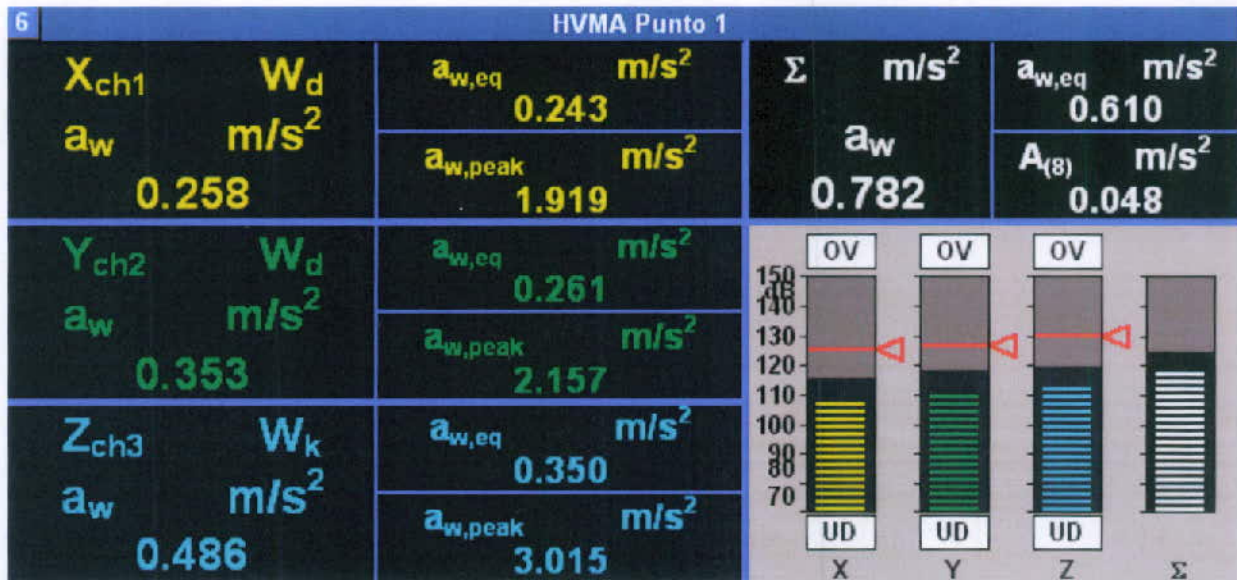 6 HVMA Punto 1
Xch1 Wd
aw m/s²
0.258
aw,eq m/s²
0.243
aw,peak m/s²
1.919
Σ m/s²
aw
0.782
aw,eq m/s²
0.610
A(8) m/s²
0.048
Ych2 Wd
aw m/s²
0.353
aw,eq m/s²
0.261
aw,peak m/s²
2.157
Zch3 Wk
aw m/s²
0.486
aw,eq m/s²
0.350
aw,peak m/s²
3.015
OV OV OV
150
dB
140
130
120
110
100
90
80
70
UD UD UD
X Y Z Σ